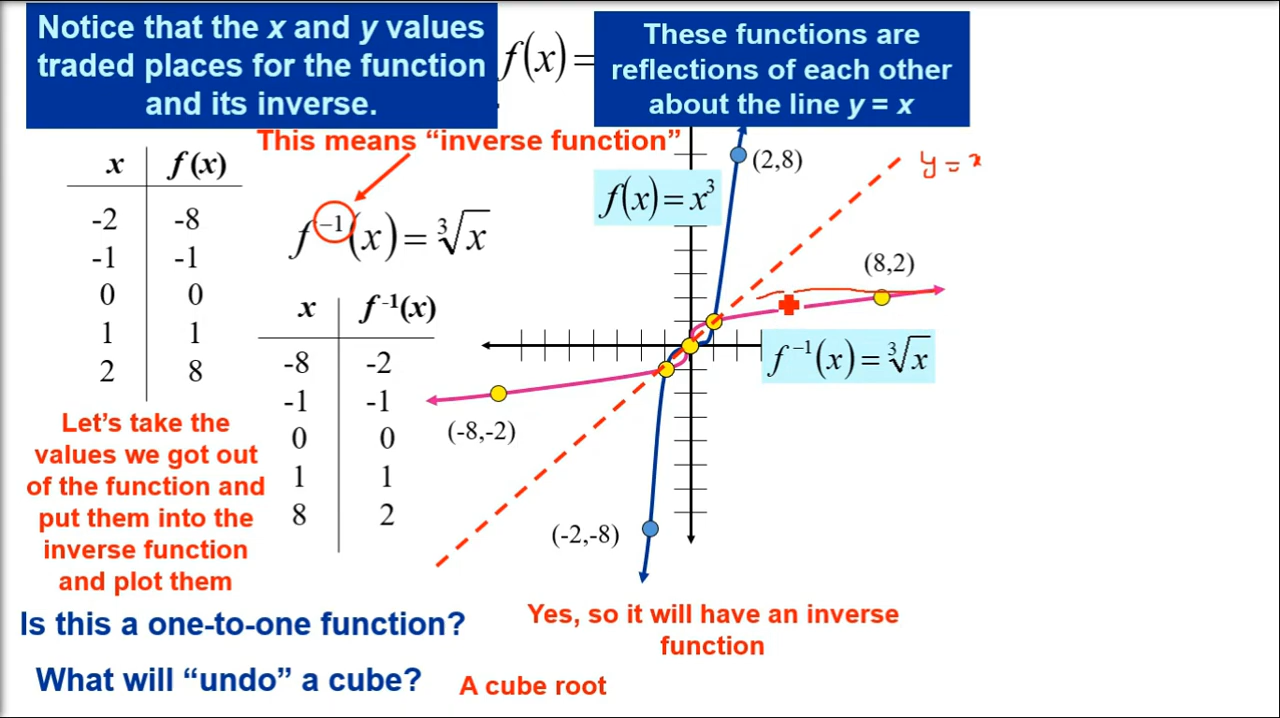 Notice that the x and y values
traded places for the function
and its inverse.
f(x)=
These functions are
reflections of each other
about the line y = x
This means “inverse function”
x f(x)
-2 -8
-1 -1
0 0
1 1
2 8
f⁻¹(x) = ∛x
x f⁻¹(x)
-8 -2
-1 -1
0 0
1 1
8 2
Let’s take the
values we got out
of the function and
put them into the
inverse function
and plot them
(2,8)
y = x
f(x) = x³
(8,2)
f⁻¹(x) = ∛x
(-8,-2)
(-2,-8)
Is this a one-to-one function?
Yes, so it will have an inverse
function
What will “undo” a cube?
A cube root